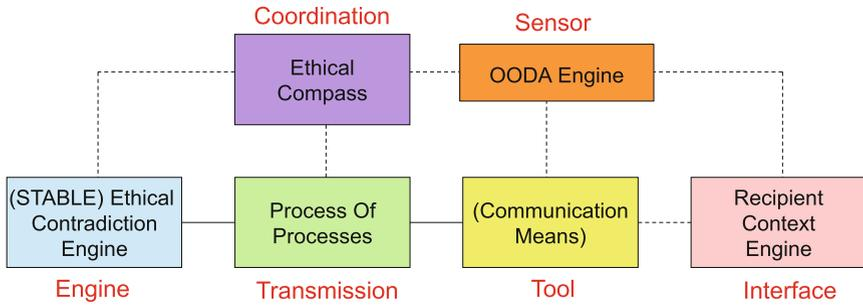 Coordination
Sensor
Ethical
Compass
OODA Engine
(STABLE) Ethical
Contradiction
Engine
Process Of
Processes
(Communication
Means)
Recipient
Context
Engine
Engine
Transmission
Tool
Interface